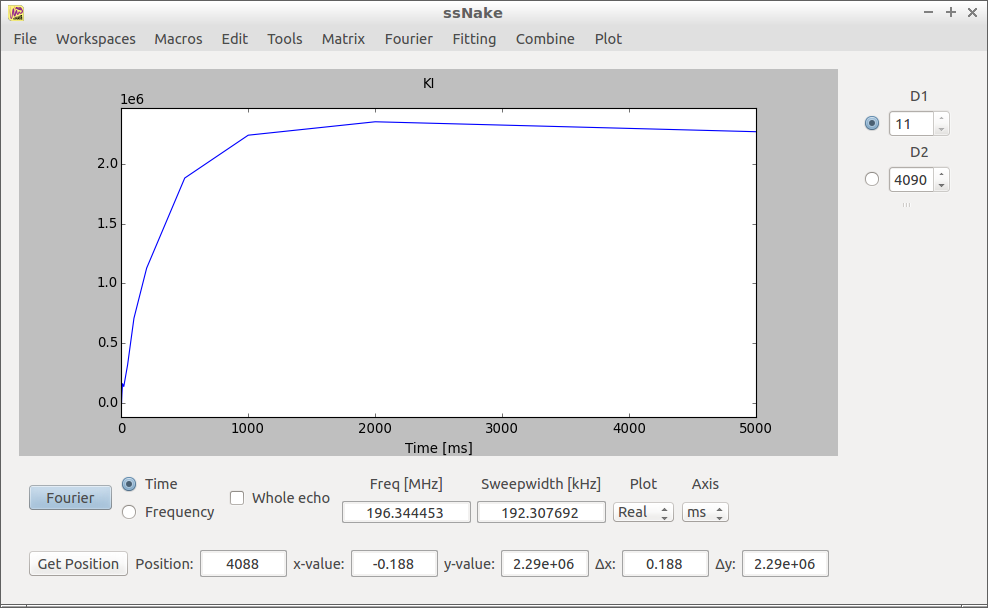 ssNake
File Workspaces Macros Edit Tools Matrix Fourier Fitting Combine Plot
KI
1e6
2.0
1.5
1.0
0.5
0.0
0 1000 2000 3000 4000 5000
Time [ms]
D1
11
D2
4090
Fourier
Time
Frequency
Whole echo
Freq [MHz] Sweepwidth [kHz] Plot Axis
196.344453 192.307692 Real ms
Get Position Position: 4088 x-value: -0.188 y-value: 2.29e+06 Δx: 0.188 Δy: 2.29e+06